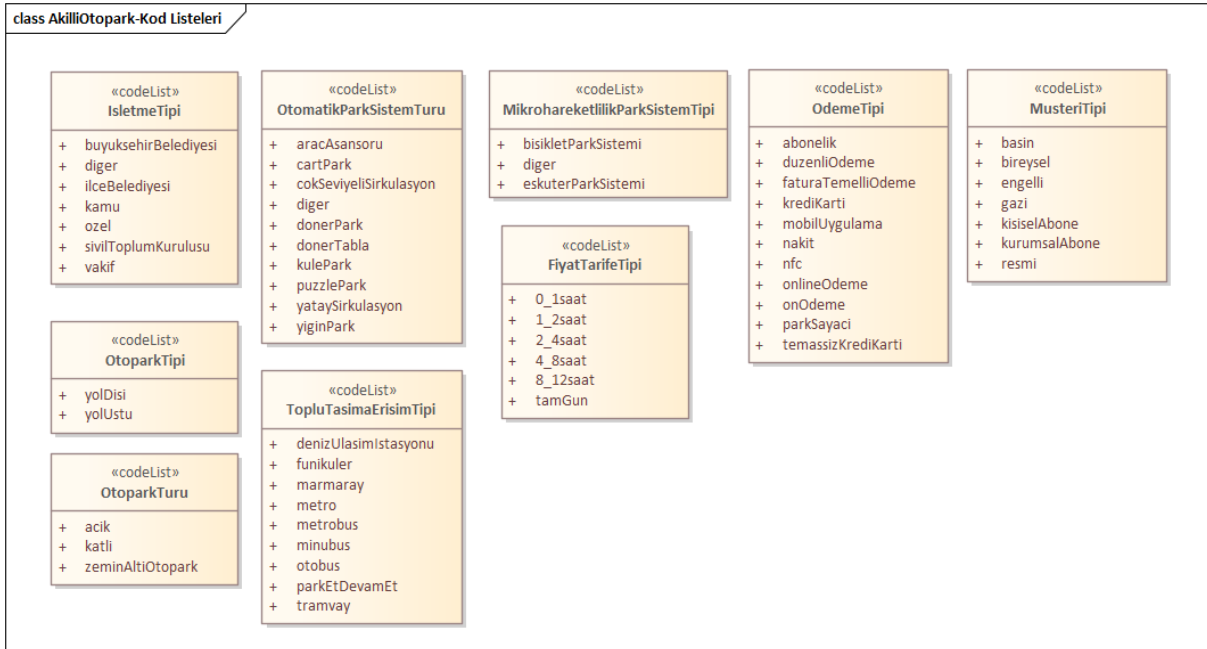 class AkilliOtopark-Kod Listeleri
«codeList»
IsletmeTipi
+ buyuksehirBelediyesi
+ diger
+ ilceBelediyesi
+ kamu
+ ozel
+ sivilToplumKurulusu
+ vakif
«codeList»
OtoparkTipi
+ yolDisi
+ yolUstu
«codeList»
OtoparkTuru
+ acik
+ katli
+ zeminAltiOtopark
«codeList»
OtomatikParkSistemTuru
+ aracAsansoru
+ cartPark
+ cokSeviyeliSirkulasyon
+ diger
+ donerPark
+ donerTabla
+ kulePark
+ puzzlePark
+ yataySirkulasyon
+ yiginPark
«codeList»
TopluTasimaErisimTipi
+ denizUlasimIstasyonu
+ funikuler
+ marmaray
+ metro
+ metrobus
+ minubus
+ otobus
+ parkEtDevamEt
+ tramvay
«codeList»
MikrohareketlilikParkSistemTipi
+ bisikletParkSistemi
+ diger
+ eskuterParkSistemi
«codeList»
FiyatTarifeTipi
+ 0_1saat
+ 1_2saat
+ 2_4saat
+ 4_8saat
+ 8_12saat
+ tamGun
«codeList»
OdemeTipi
+ abonelik
+ duzenliOdeme
+ faturaTemelliOdeme
+ krediKarti
+ mobilUygulama
+ nakit
+ nfc
+ onlineOdeme
+ onOdeme
+ parkSayaci
+ temassizKrediKarti
«codeList»
MusteriTipi
+ basin
+ bireysel
+ engelli
+ gazi
+ kisiselAbone
+ kurumsalAbone
+ resmi